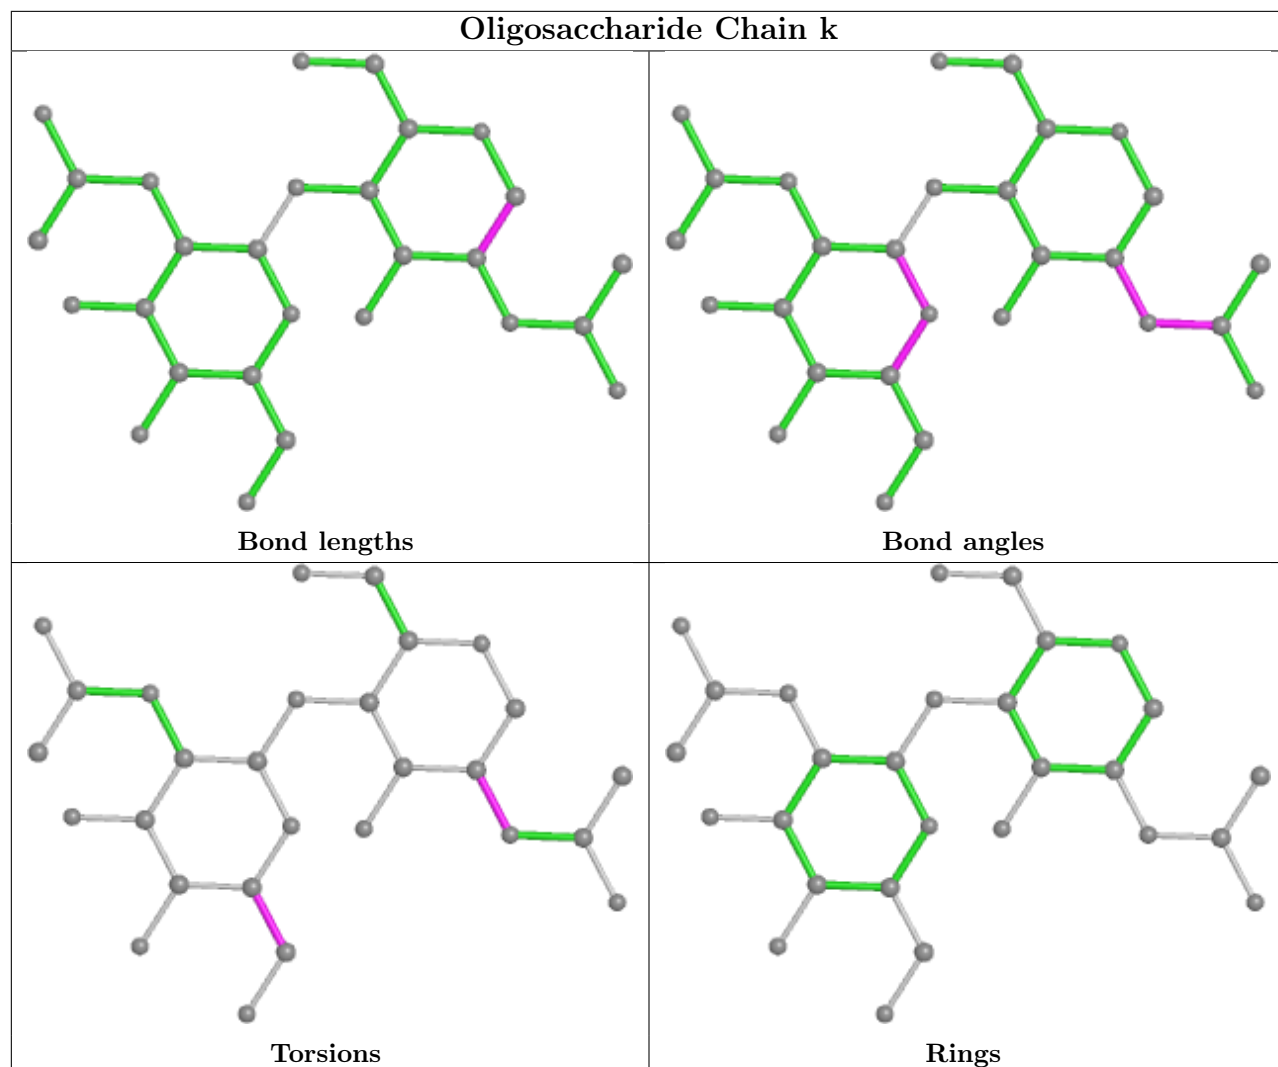 Oligosaccharide Chain k
Bond lengths
Bond angles
Torsions
Rings